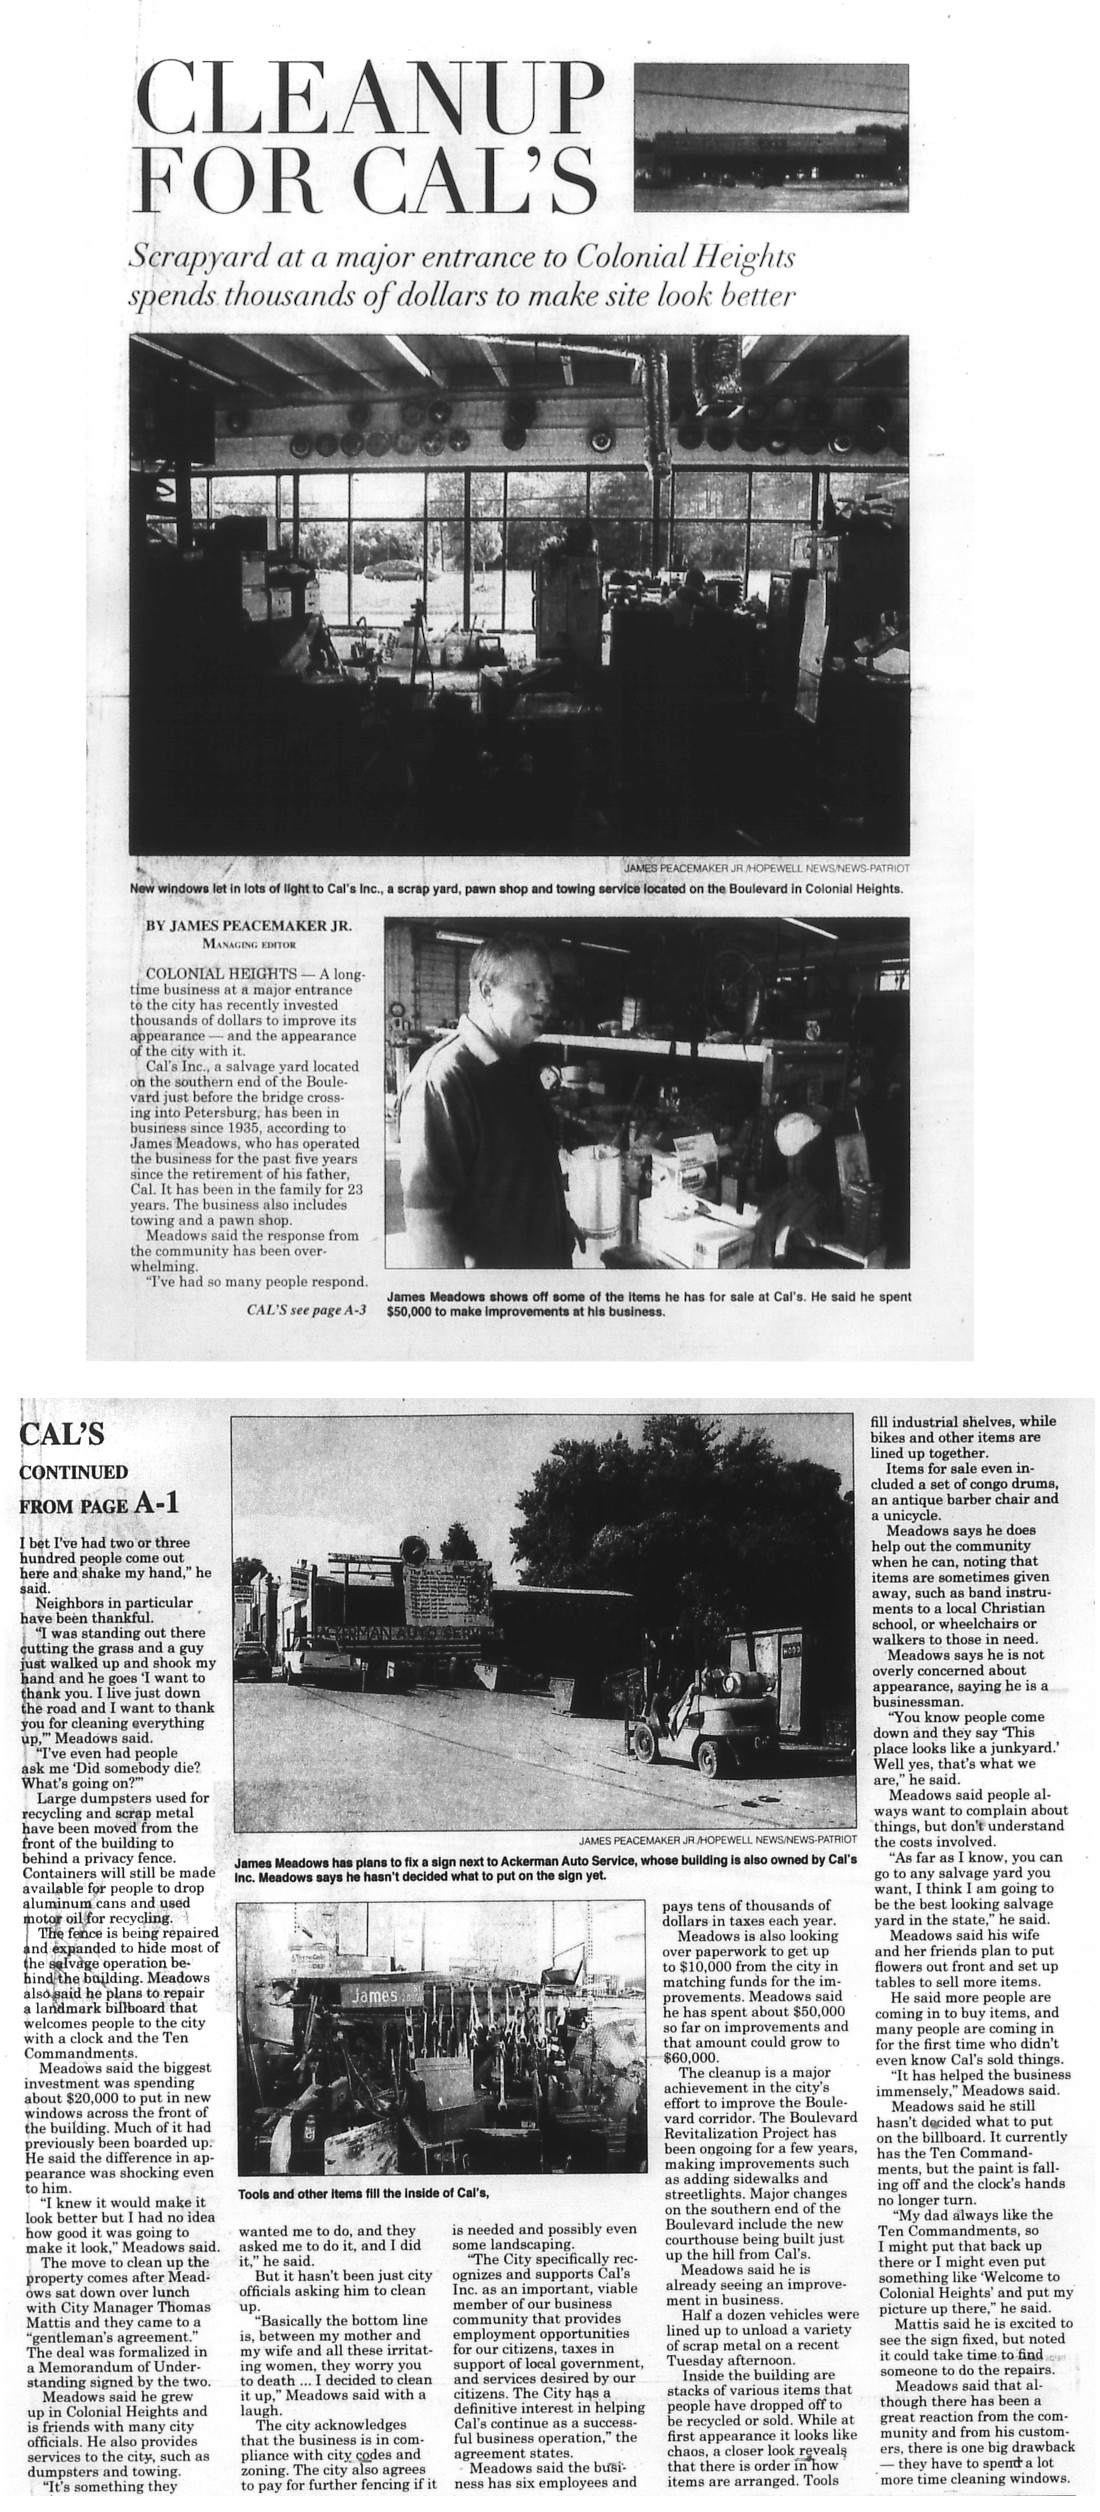 CLEANUP
FOR CAL'S
Scrapyard at a major entrance to Colonial Heights
spends thousands of dollars to make site look better
JAMES PEACEMAKER JR./HOPEWELL NEWS/NEWS-PATRIOT
New windows let in lots of light to Cal's Inc., a scrap yard, pawn shop and towing service located on the Boulevard in Colonial Heights.
BY JAMES PEACEMAKER JR.
MANAGING EDITOR
COLONIAL HEIGHTS — A long-
time business at a major entrance
to the city has recently invested
thousands of dollars to improve its
appearance — and the appearance
of the city with it.
Cal's Inc., a salvage yard located
on the southern end of the Boule-
vard just before the bridge cross-
ing into Petersburg, has been in
business since 1935, according to
James Meadows, who has operated
the business for the past five years
since the retirement of his father,
Cal. It has been in the family for 23
years. The business also includes
towing and a pawn shop.
Meadows said the response from
the community has been over-
whelming.
"I've had so many people respond.
CAL'S see page A-3
James Meadows shows off some of the items he has for sale at Cal's. He said he spent
$50,000 to make improvements at his business.
CAL'S
CONTINUED
FROM PAGE A-1
I bet I've had two or three
hundred people come out
here and shake my hand," he
said.
Neighbors in particular
have been thankful.
"I was standing out there
cutting the grass and a guy
just walked up and shook my
hand and he goes 'I want to
thank you. I live just down
the road and I want to thank
you for cleaning everything
up,'" Meadows said.
"I've even had people
ask me 'Did somebody die?
What's going on?'"
Large dumpsters used for
recycling and scrap metal
have been moved from the
front of the building to
behind a privacy fence.
Containers will still be made
available for people to drop
aluminum cans and used
motor oil for recycling.
The fence is being repaired
and expanded to hide most of
the salvage operation be-
hind the building. Meadows
also said he plans to repair
a landmark billboard that
welcomes people to the city
with a clock and the Ten
Commandments.
Meadows said the biggest
investment was spending
about $20,000 to put in new
windows across the front of
the building. Much of it had
previously been boarded up.
He said the difference in ap-
pearance was shocking even
to him.
"I knew it would make it
look better but I had no idea
how good it was going to
make it look," Meadows said.
The move to clean up the
property comes after Mead-
ows sat down over lunch
with City Manager Thomas
Mattis and they came to a
"gentleman's agreement."
The deal was formalized in
a Memorandum of Under-
standing signed by the two.
Meadows said he grew
up in Colonial Heights and
is friends with many city
officials. He also provides
services to the city, such as
dumpsters and towing.
"It's something they
ACKERMAN AUTO SERVICE
JAMES PEACEMAKER JR./HOPEWELL NEWS/NEWS-PATRIOT
James Meadows has plans to fix a sign next to Ackerman Auto Service, whose building is also owned by Cal's
Inc. Meadows says he hasn't decided what to put on the sign yet.
James
Tools and other items fill the inside of Cal's,
wanted me to do, and they
asked me to do it, and I did
it," he said.
But it hasn't been just city
officials asking him to clean
up.
"Basically the bottom line
is, between my mother and
my wife and all these irritat-
ing women, they worry you
to death ... I decided to clean
it up," Meadows said with a
laugh.
The city acknowledges
that the business is in com-
pliance with city codes and
zoning. The city also agrees
to pay for further fencing if it
is needed and possibly even
some landscaping.
"The City specifically rec-
ognizes and supports Cal's
Inc. as an important, viable
member of our business
community that provides
employment opportunities
for our citizens, taxes in
support of local government,
and services desired by our
citizens. The City has a
definitive interest in helping
Cal's continue as a success-
ful business operation," the
agreement states.
Meadows said the busi-
ness has six employees and
pays tens of thousands of
dollars in taxes each year.
Meadows is also looking
over paperwork to get up
to $10,000 from the city in
matching funds for the im-
provements. Meadows said
he has spent about $50,000
so far on improvements and
that amount could grow to
$60,000.
The cleanup is a major
achievement in the city's
effort to improve the Boule-
vard corridor. The Boulevard
Revitalization Project has
been ongoing for a few years,
making improvements such
as adding sidewalks and
streetlights. Major changes
on the southern end of the
Boulevard include the new
courthouse being built just
up the hill from Cal's.
Meadows said he is
already seeing an improve-
ment in business.
Half a dozen vehicles were
lined up to unload a variety
of scrap metal on a recent
Tuesday afternoon.
Inside the building are
stacks of various items that
people have dropped off to
be recycled or sold. While at
first appearance it looks like
chaos, a closer look reveals
that there is order in how
items are arranged. Tools
fill industrial shelves, while
bikes and other items are
lined up together.
Items for sale even in-
cluded a set of congo drums,
an antique barber chair and
a unicycle.
Meadows says he does
help out the community
when he can, noting that
items are sometimes given
away, such as band instru-
ments to a local Christian
school, or wheelchairs or
walkers to those in need.
Meadows says he is not
overly concerned about
appearance, saying he is a
businessman.
"You know people come
down and they say 'This
place looks like a junkyard.'
Well yes, that's what we
are," he said.
Meadows said people al-
ways want to complain about
things, but don't understand
the costs involved.
"As far as I know, you can
go to any salvage yard you
want, I think I am going to
be the best looking salvage
yard in the state," he said.
Meadows said his wife
and her friends plan to put
flowers out front and set up
tables to sell more items.
He said more people are
coming in to buy items, and
many people are coming in
for the first time who didn't
even know Cal's sold things.
"It has helped the business
immensely," Meadows said.
Meadows said he still
hasn't decided what to put
on the billboard. It currently
has the Ten Command-
ments, but the paint is fall-
ing off and the clock's hands
no longer turn.
"My dad always like the
Ten Commandments, so
I might put that back up
there or I might even put
something like 'Welcome to
Colonial Heights' and put my
picture up there," he said.
Mattis said he is excited to
see the sign fixed, but noted
it could take time to find
someone to do the repairs.
Meadows said that al-
though there has been a
great reaction from the com-
munity and from his custom-
ers, there is one big drawback
— they have to spend a lot
more time cleaning windows.